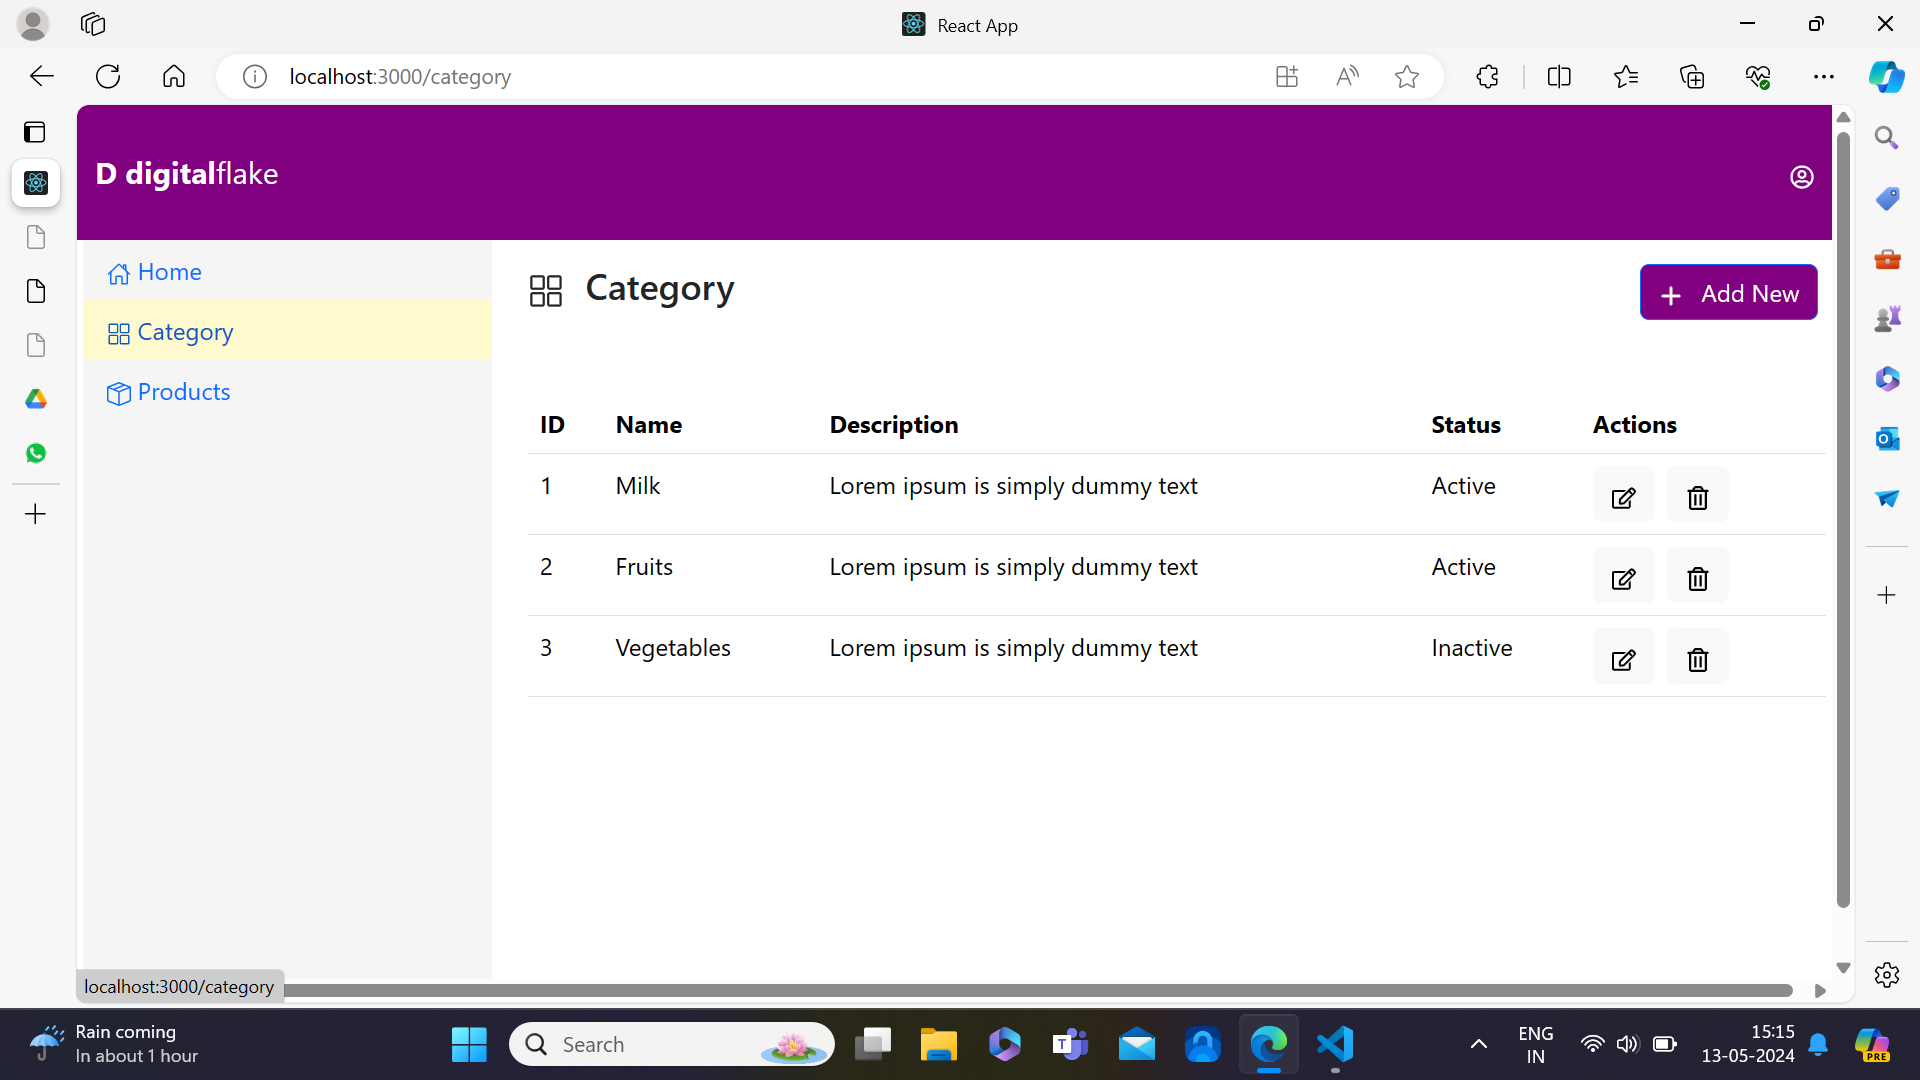 React App
localhost:3000/category
D digitalflake
Home
Category
Products
Category
Add New
ID Name Description Status Actions
1 Milk Lorem ipsum is simply dummy text Active
2 Fruits Lorem ipsum is simply dummy text Active
3 Vegetables Lorem ipsum is simply dummy text Inactive
localhost:3000/category
Rain coming
In about 1 hour
Search
ENG
IN
15:15
13-05-2024
PRE